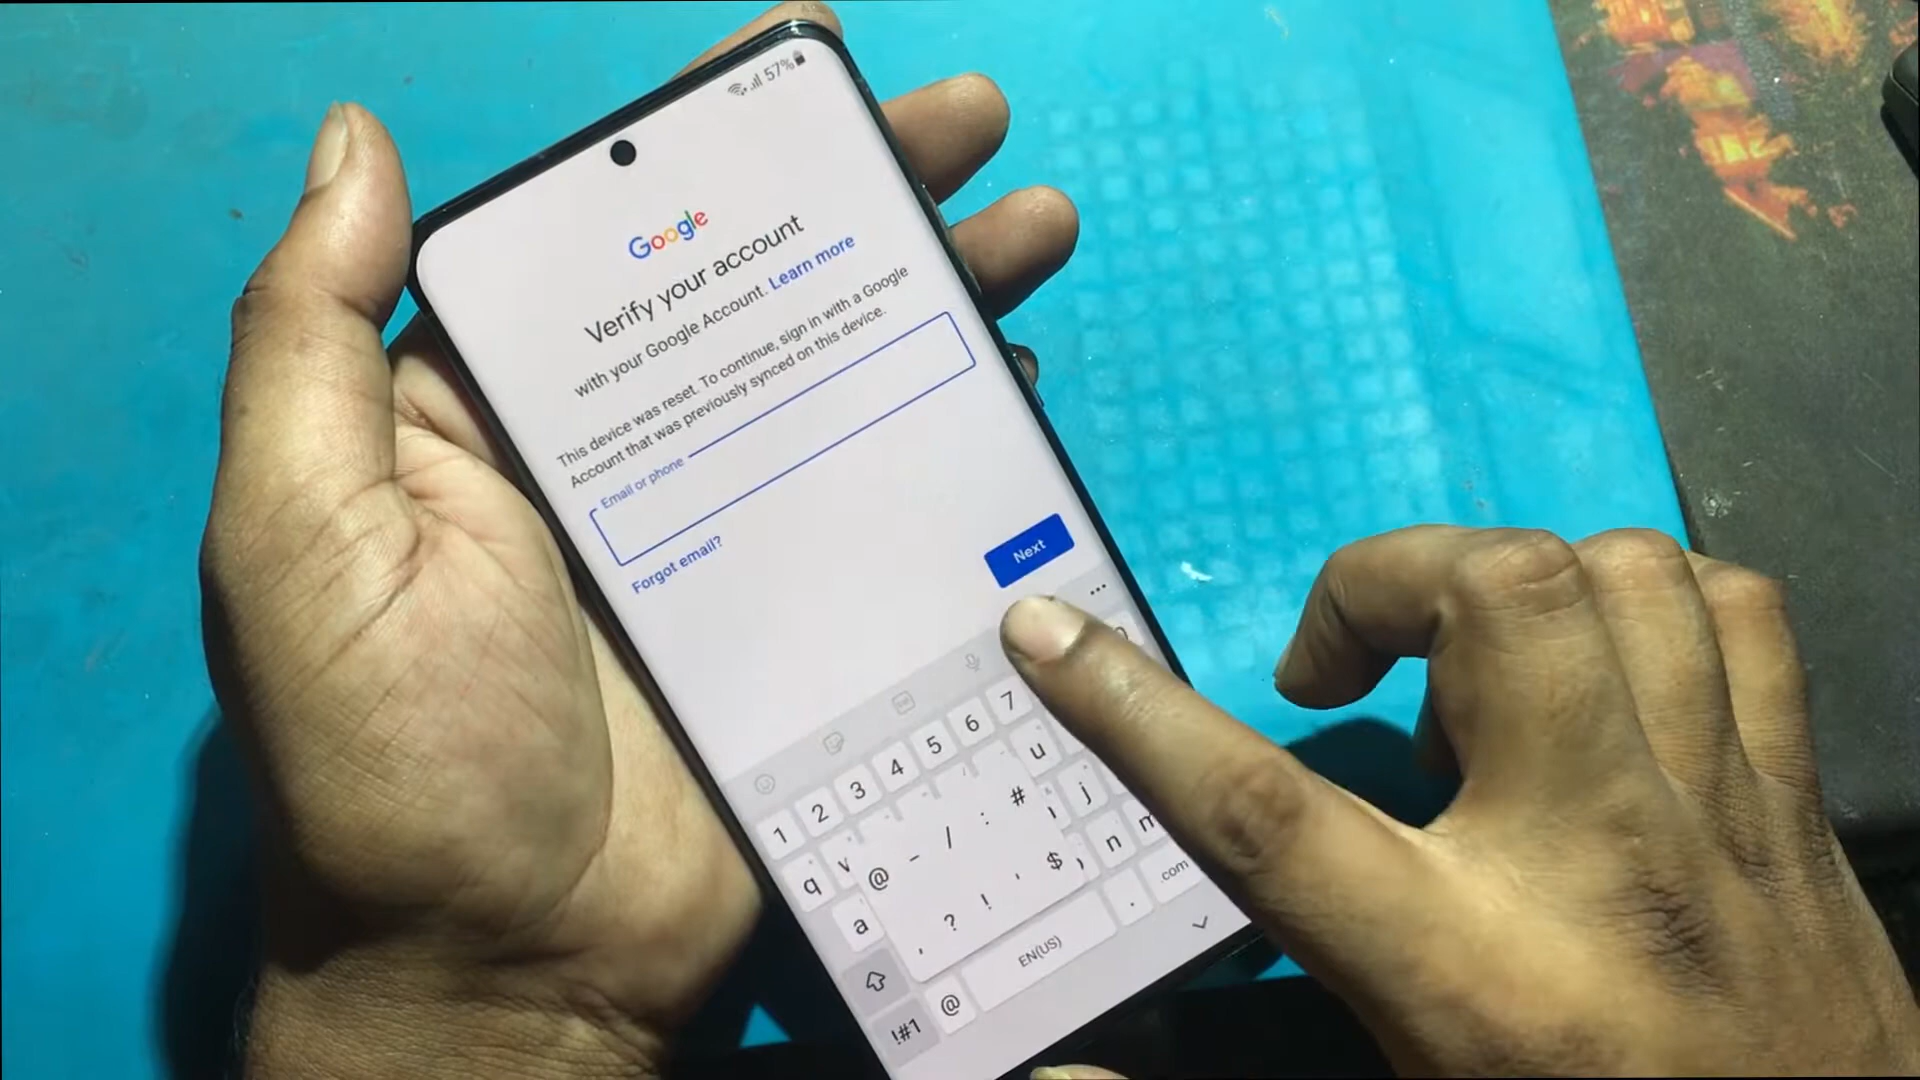 57%
Google
Verify your account
with your Google Account. Learn more
This device was reset. To continue, sign in with a Google
Account that was previously synced on this device.
Email or phone
Forgot email?
Next
1 2 3 4 5 6 7
q u
@ - / : #
a j
, ? ! ' $
n m
!#1 @ EN(US) . .com